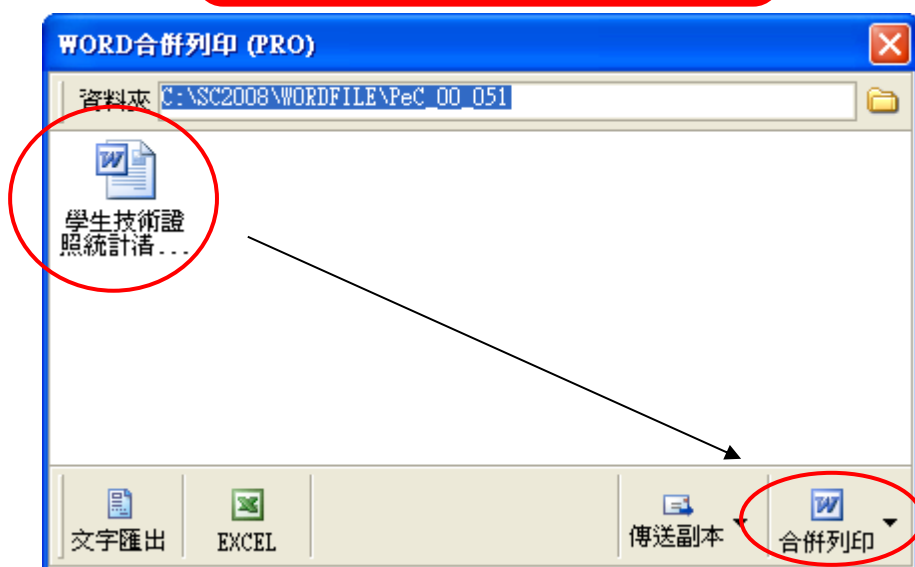 WORD合併列印 (PRO)
資料夾 C:\SC2008\WORDFILE\PeC_00_051
學生技術證
照統計清...
文字匯出
EXCEL
傳送副本
合併列印